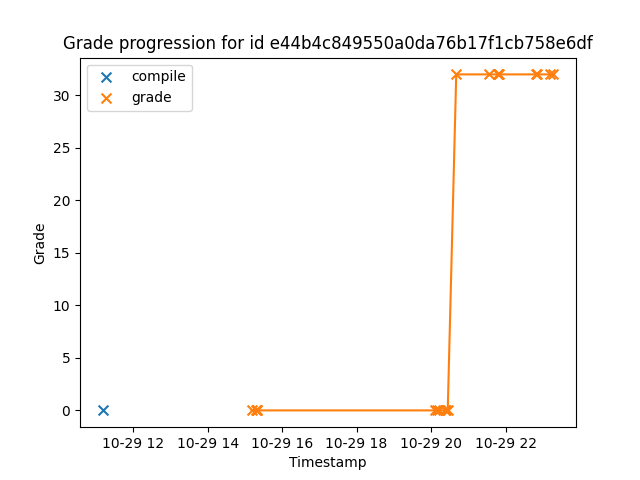 Grade progression for id e44b4c849550a0da76b17f1cb758e6df
compile
grade
30
25
20
15
10
5
0
Grade
10-29 12 10-29 14 10-29 16 10-29 18 10-29 20 10-29 22
Timestamp